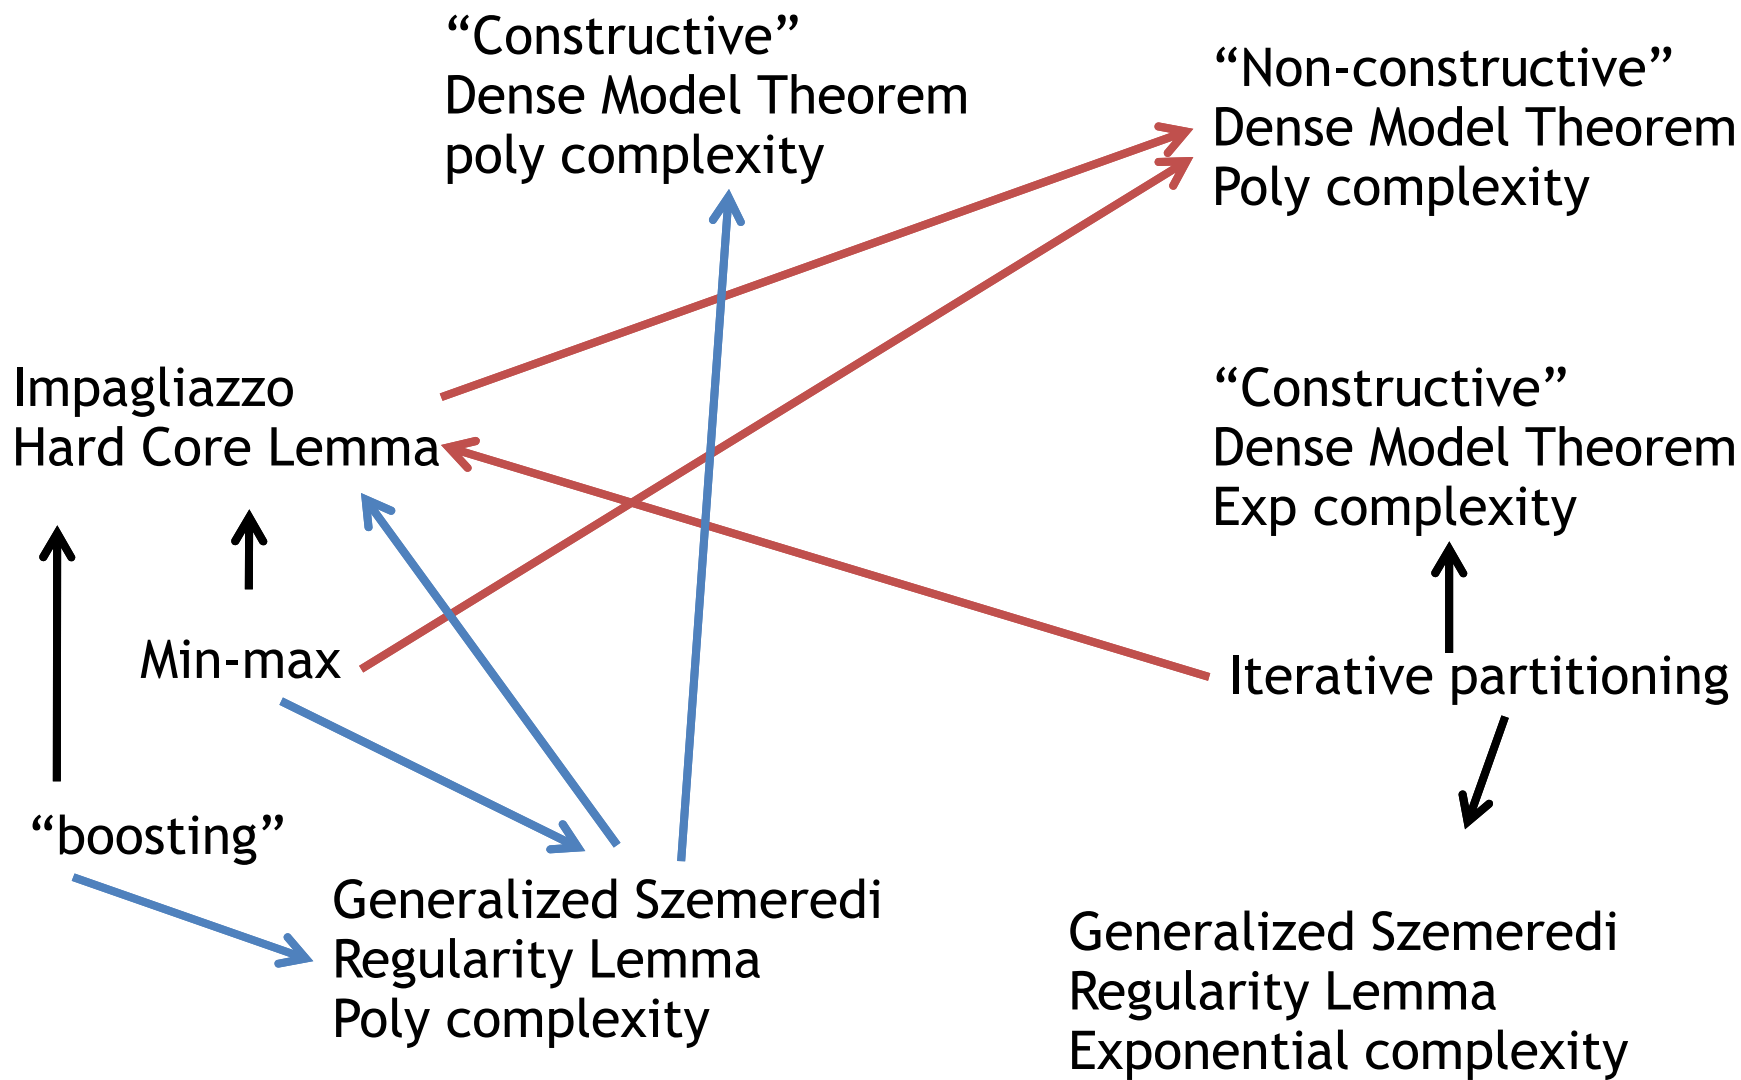 “Constructive”
Dense Model Theorem
poly complexity
“Non-constructive”
Dense Model Theorem
Poly complexity
Impagliazzo
Hard Core Lemma
“Constructive”
Dense Model Theorem
Exp complexity
Min-max
Iterative partitioning
“boosting”
Generalized Szemeredi
Regularity Lemma
Poly complexity
Generalized Szemeredi
Regularity Lemma
Exponential complexity